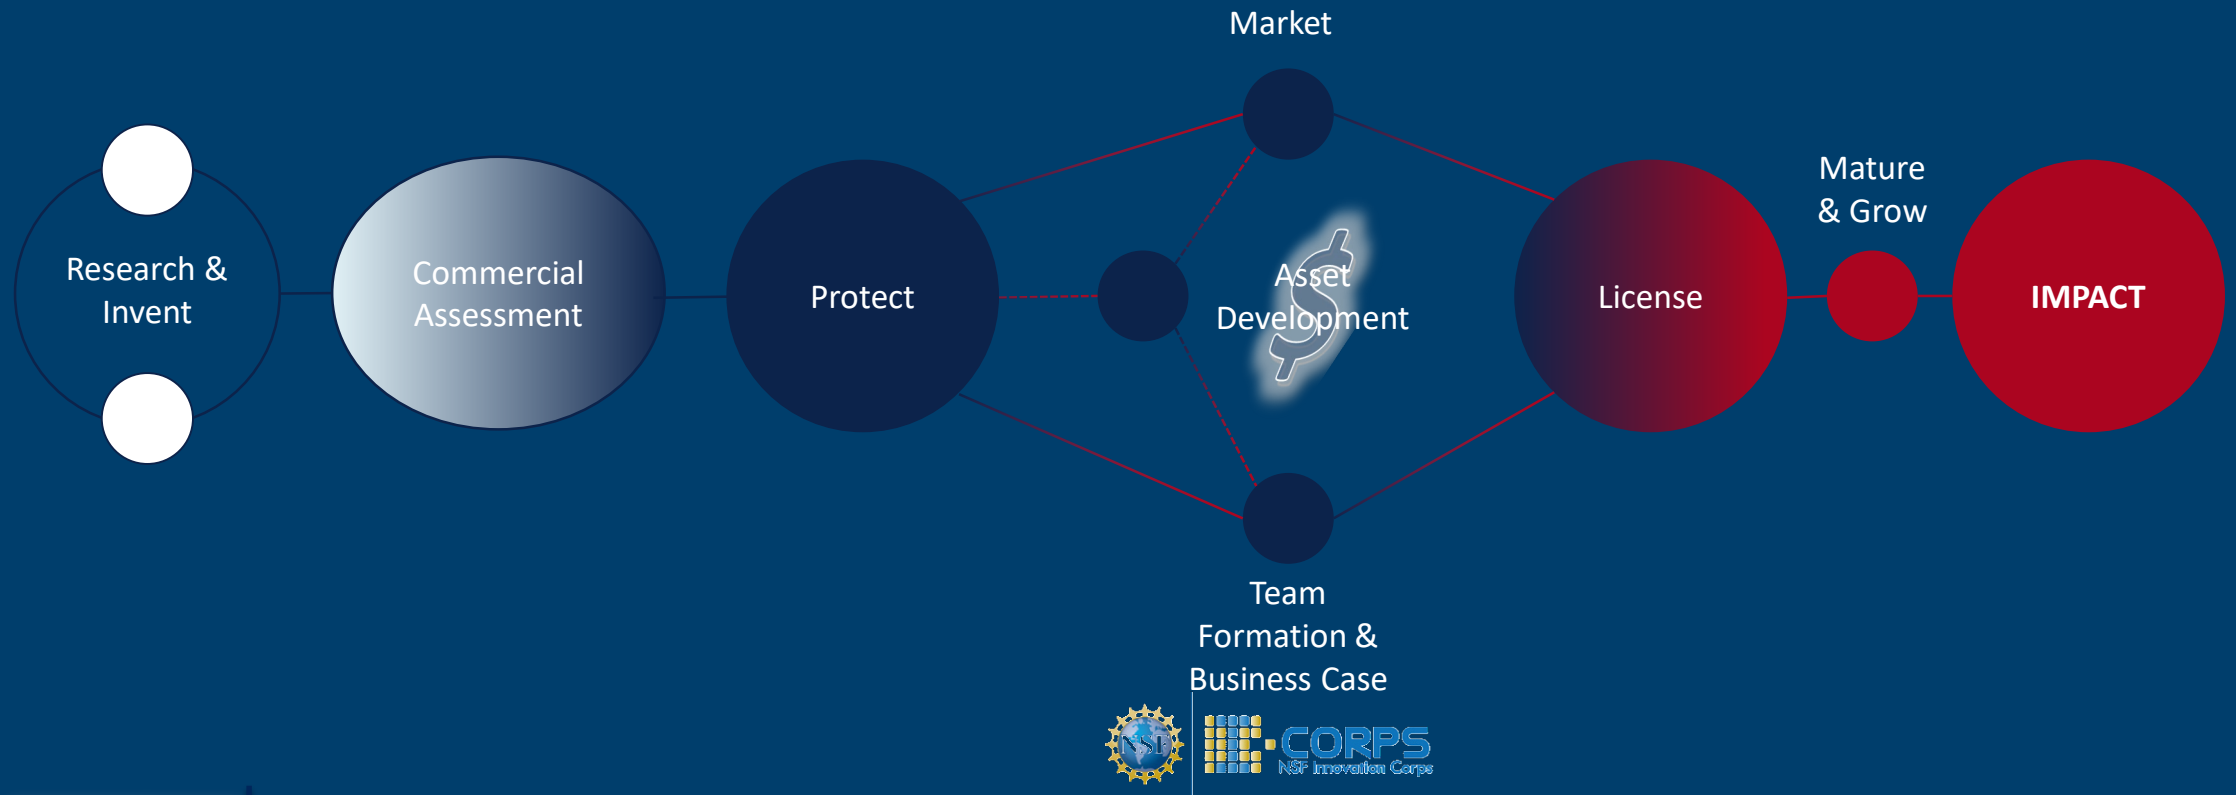 Market
Research &
Invent
Commercial
Assessment
Protect
Asset
Development
License
Mature
& Grow
IMPACT
Team
Formation &
Business Case
NSF
CORPS
NSF Innovation Corps